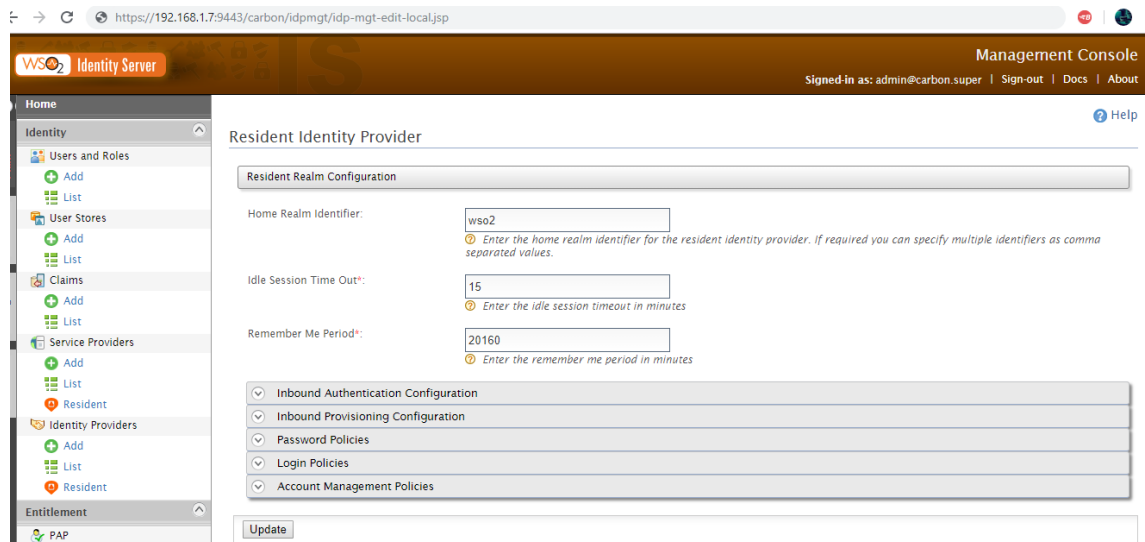 https://192.168.1.7:9443/carbon/idpmgt/idp-mgt-edit-local.jsp
WSO2 Identity Server
Management Console
Signed-in as: admin@carbon.super | Sign-out | Docs | About
Home
Identity
Users and Roles
Add
List
User Stores
Add
List
Claims
Add
List
Service Providers
Add
List
Resident
Identity Providers
Add
List
Resident
Entitlement
PAP
Help
Resident Identity Provider
Resident Realm Configuration
Home Realm Identifier:
wso2
Enter the home realm identifier for the resident identity provider. If required you can specify multiple identifiers as comma
separated values.
Idle Session Time Out*:
15
Enter the idle session timeout in minutes
Remember Me Period*:
20160
Enter the remember me period in minutes
Inbound Authentication Configuration
Inbound Provisioning Configuration
Password Policies
Login Policies
Account Management Policies
Update